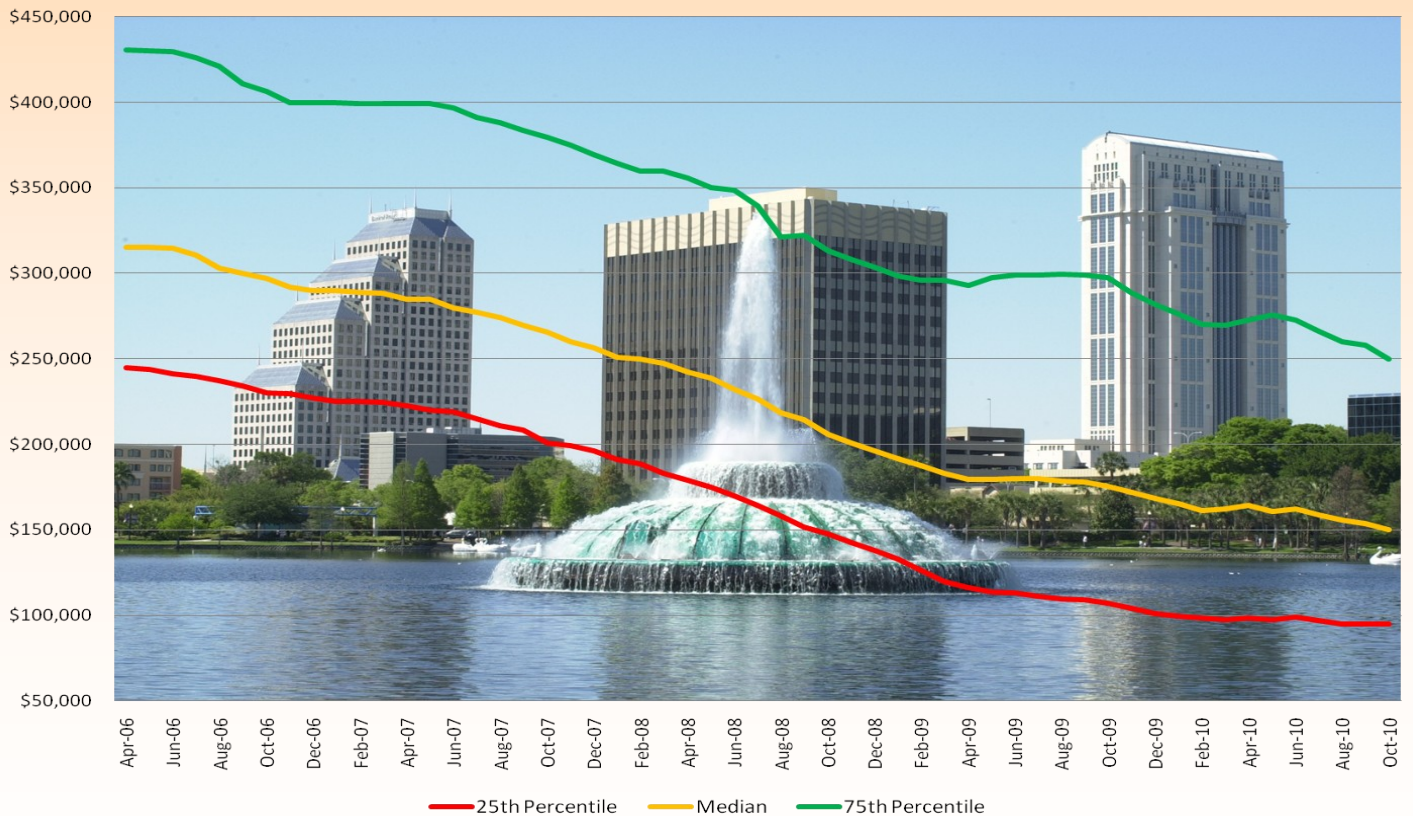 $450,000
$400,000
$350,000
$300,000
$250,000
$200,000
$150,000
$100,000
$50,000
Apr-06
Jun-06
Aug-06
Oct-06
Dec-06
Feb-07
Apr-07
Jun-07
Aug-07
Oct-07
Dec-07
Feb-08
Apr-08
Jun-08
Aug-08
Oct-08
Dec-08
Feb-09
Apr-09
Jun-09
Aug-09
Oct-09
Dec-09
Feb-10
Apr-10
Jun-10
Aug-10
Oct-10
25th Percentile Median 75th Percentile